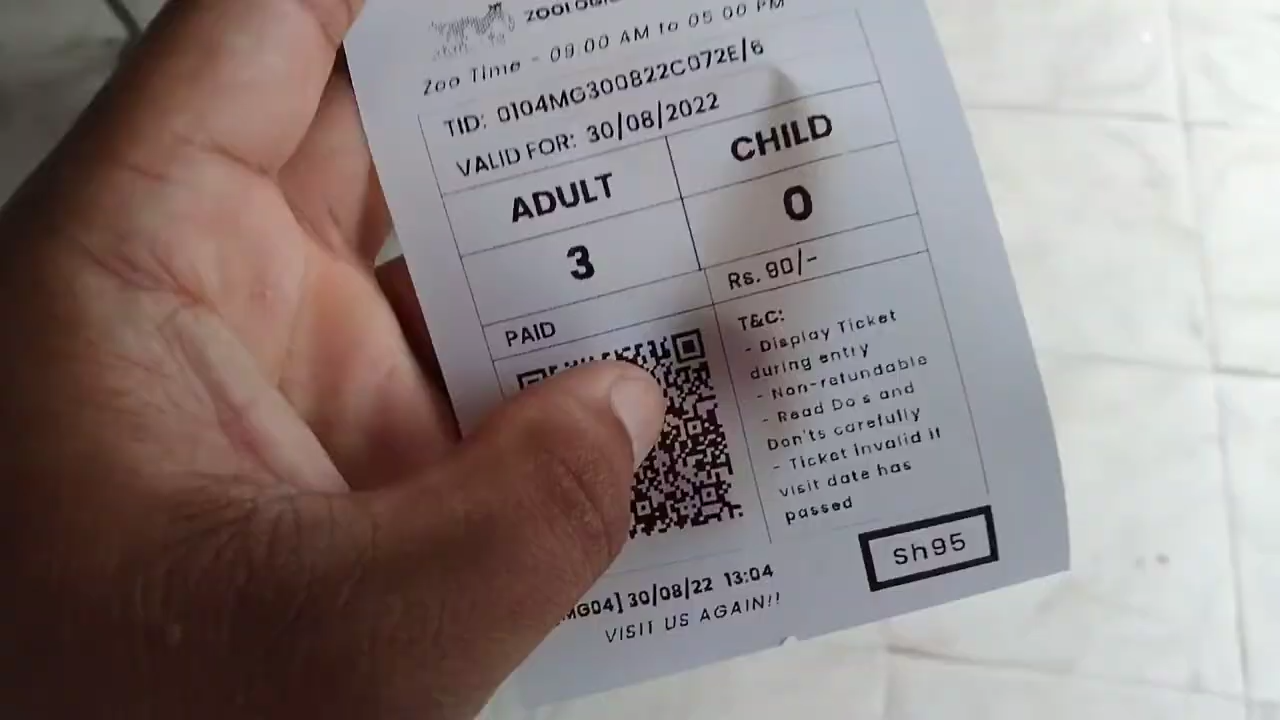 Zoo Time - 09:00 AM to 05 00 PM
TID: 0104MG300822C072E/6
VALID FOR: 30/08/2022
ADULT CHILD
3 0
PAID Rs. 90/-
T&C:
- Display Ticket
during entry
- Non-refundable
- Read Do s and
Don'ts carefully
- Ticket Invalid if
visit date has
passed
Sh95
MG04] 30/08/22 13:04
VISIT US AGAIN!!